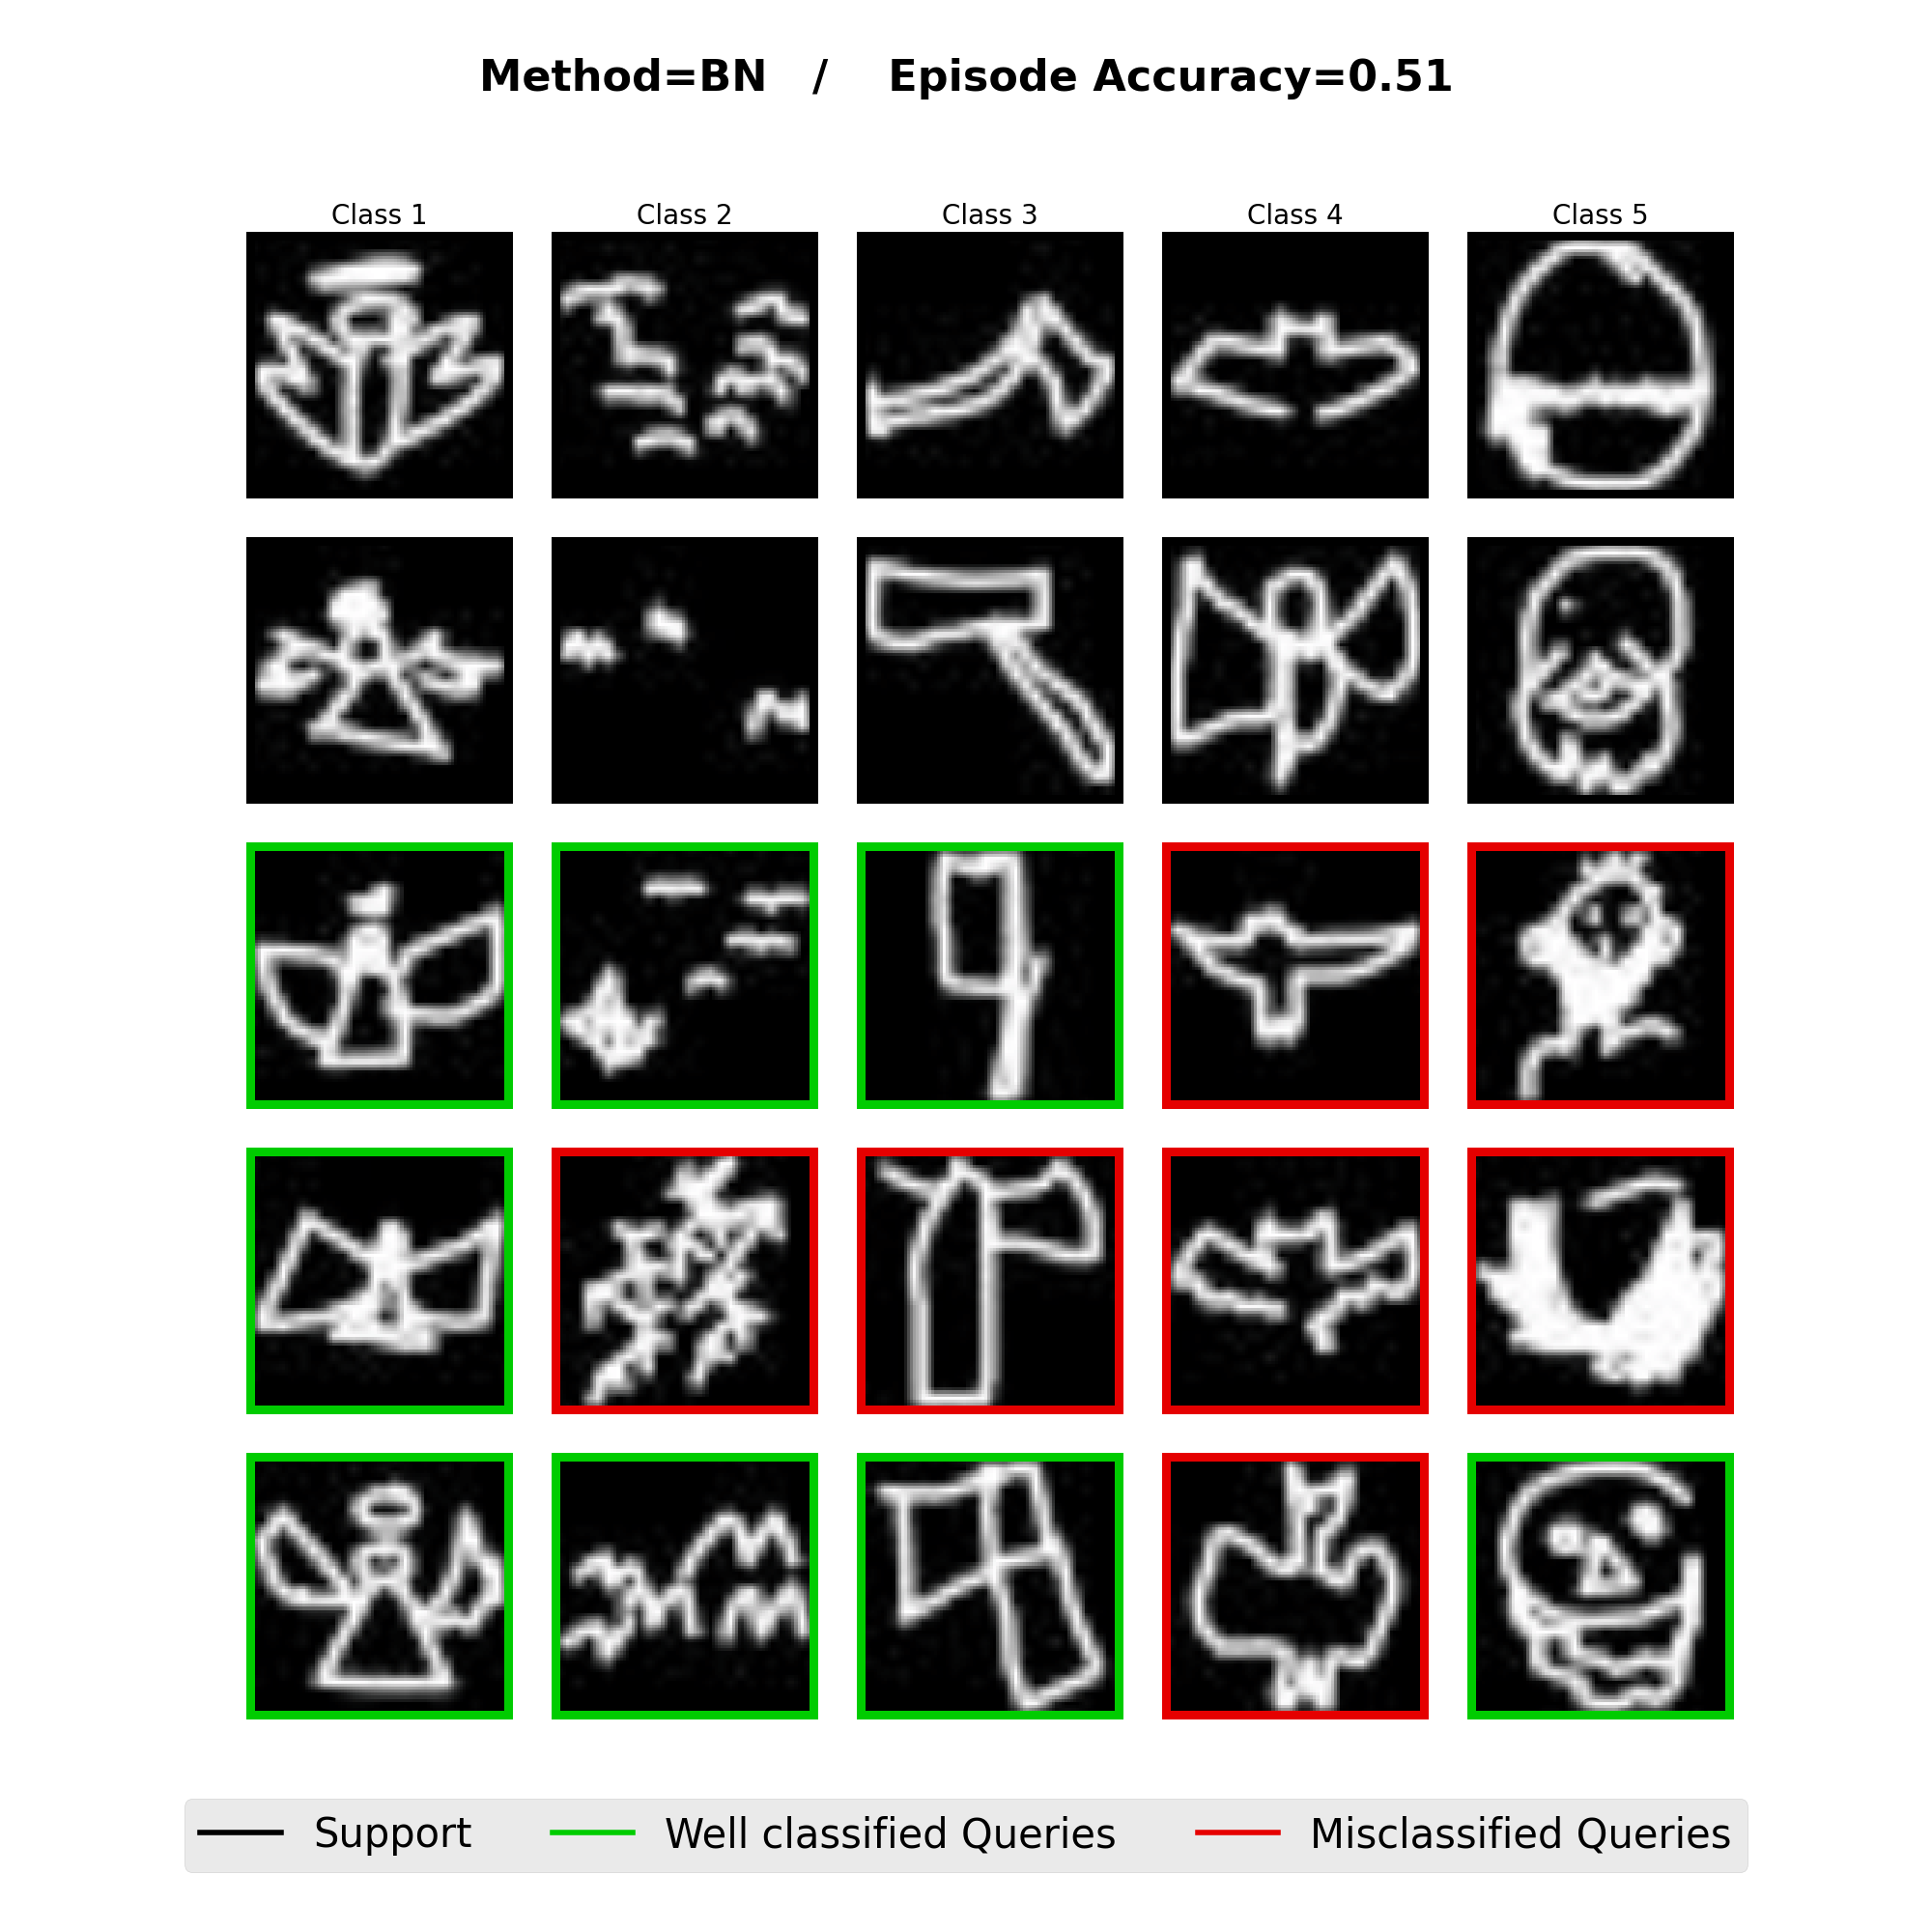 Method=BN / Episode Accuracy=0.51
Class 1 Class 2 Class 3 Class 4 Class 5
Support Well classified Queries Misclassified Queries